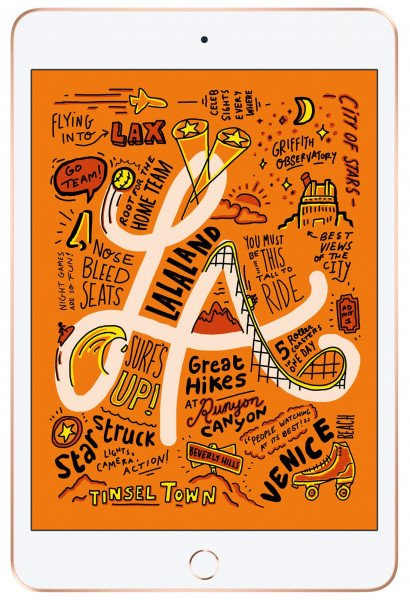 FLYING
INTO
LAX
CELEB
SIGHTS
EVERY
WHERE
CITY OF STARS
GRIFFITH
OBSERVATORY
GO
TEAM!
ROOT FOR THE
HOME TEAM
BEST
VIEWS
OF THE
CITY
NIGHT GAMES
ARE SO FUN!
NOSE
BLEED
SEATS
LALALAND
LA
YOU MUST
BE
THIS
TALL TO
RIDE
SURF'S
UP!
Great
HIKES
AT Runyon
CANYON
5 Roller
COASTERS
ONE DAY
ADMIT
STar STruck
LIGHTS,
CAMERA,
ACTION!
BEVERLY HILLS
TINSEL TOWN
"PEOPLE WATCHING
AT ITS BEST!"
VENICE
BEACH